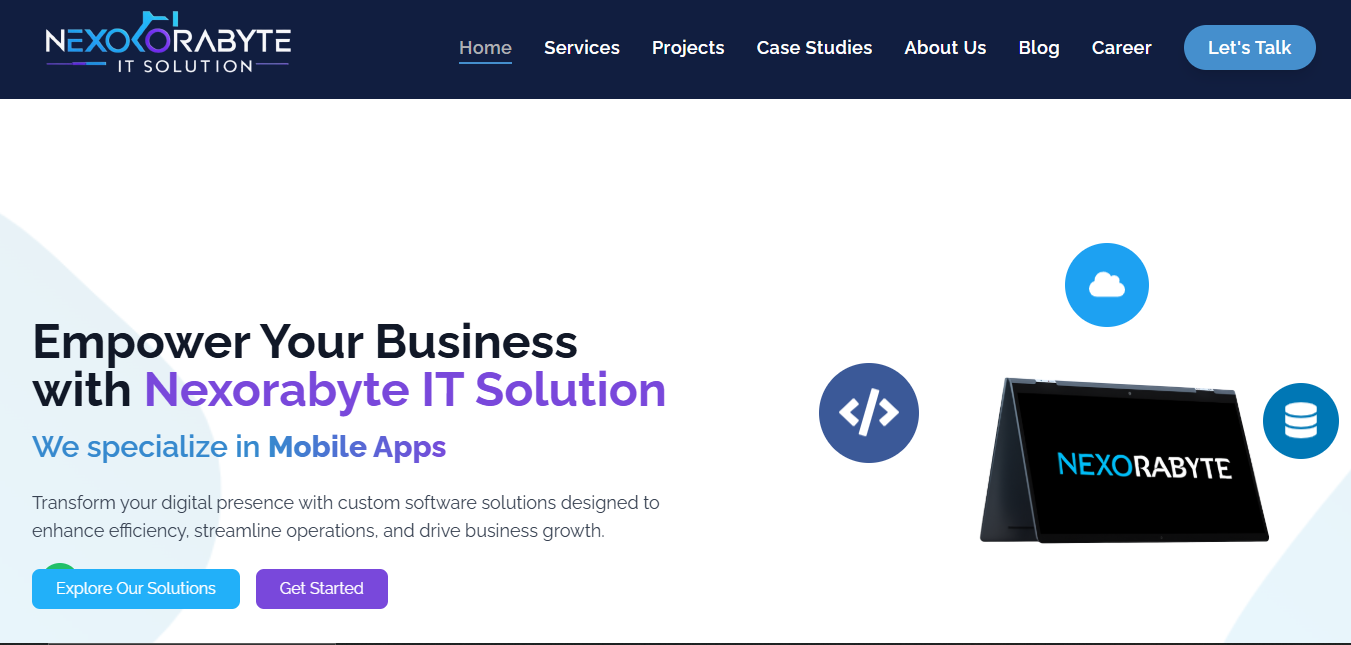 NEXORABYTE
IT SOLUTION
Home Services Projects Case Studies About Us Blog Career Let's Talk
Empower Your Business
with Nexorabyte IT Solution
We specialize in Mobile Apps
Transform your digital presence with custom software solutions designed to
enhance efficiency, streamline operations, and drive business growth.
Explore Our Solutions Get Started
NEXORABYTE